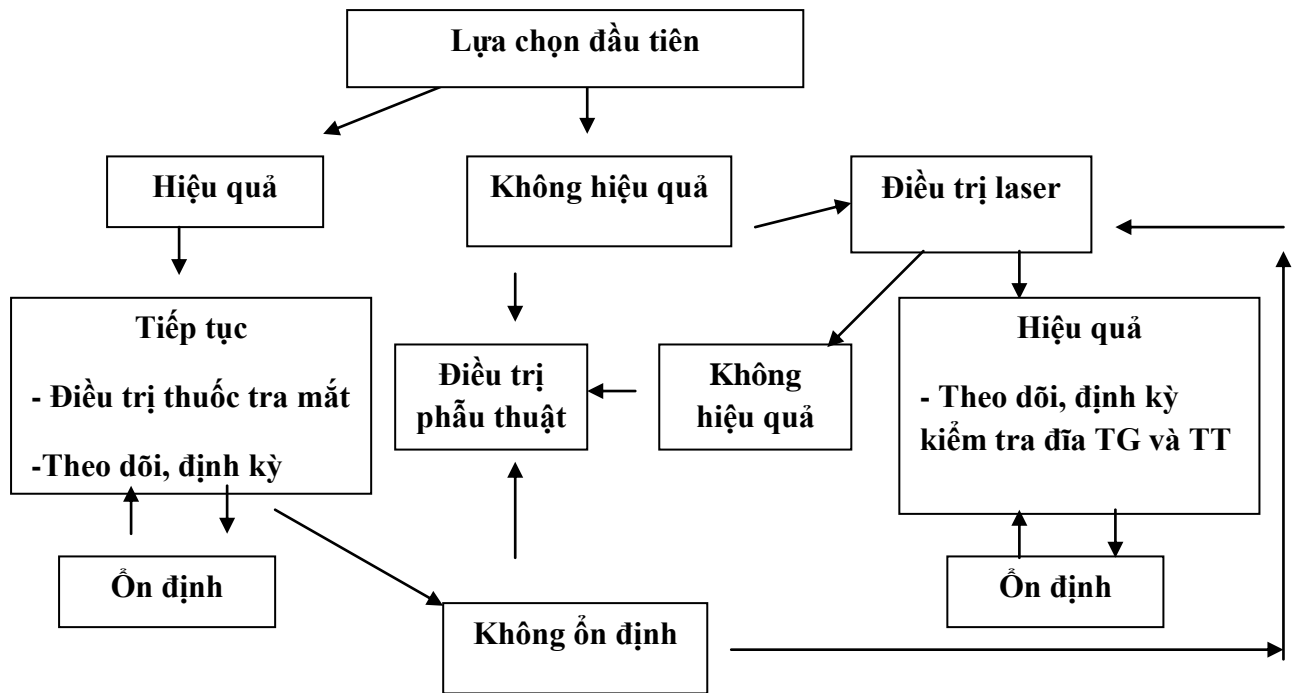 Lựa chọn đầu tiên
Hiệu quả
Không hiệu quả
Điều trị laser
Tiếp tục
- Điều trị thuốc tra mắt
-Theo dõi, định kỳ
Điều trị
phẫu thuật
Không
hiệu quả
Hiệu quả
- Theo dõi, định kỳ
kiểm tra đĩa TG và TT
Ổn định
Không ổn định
Ổn định